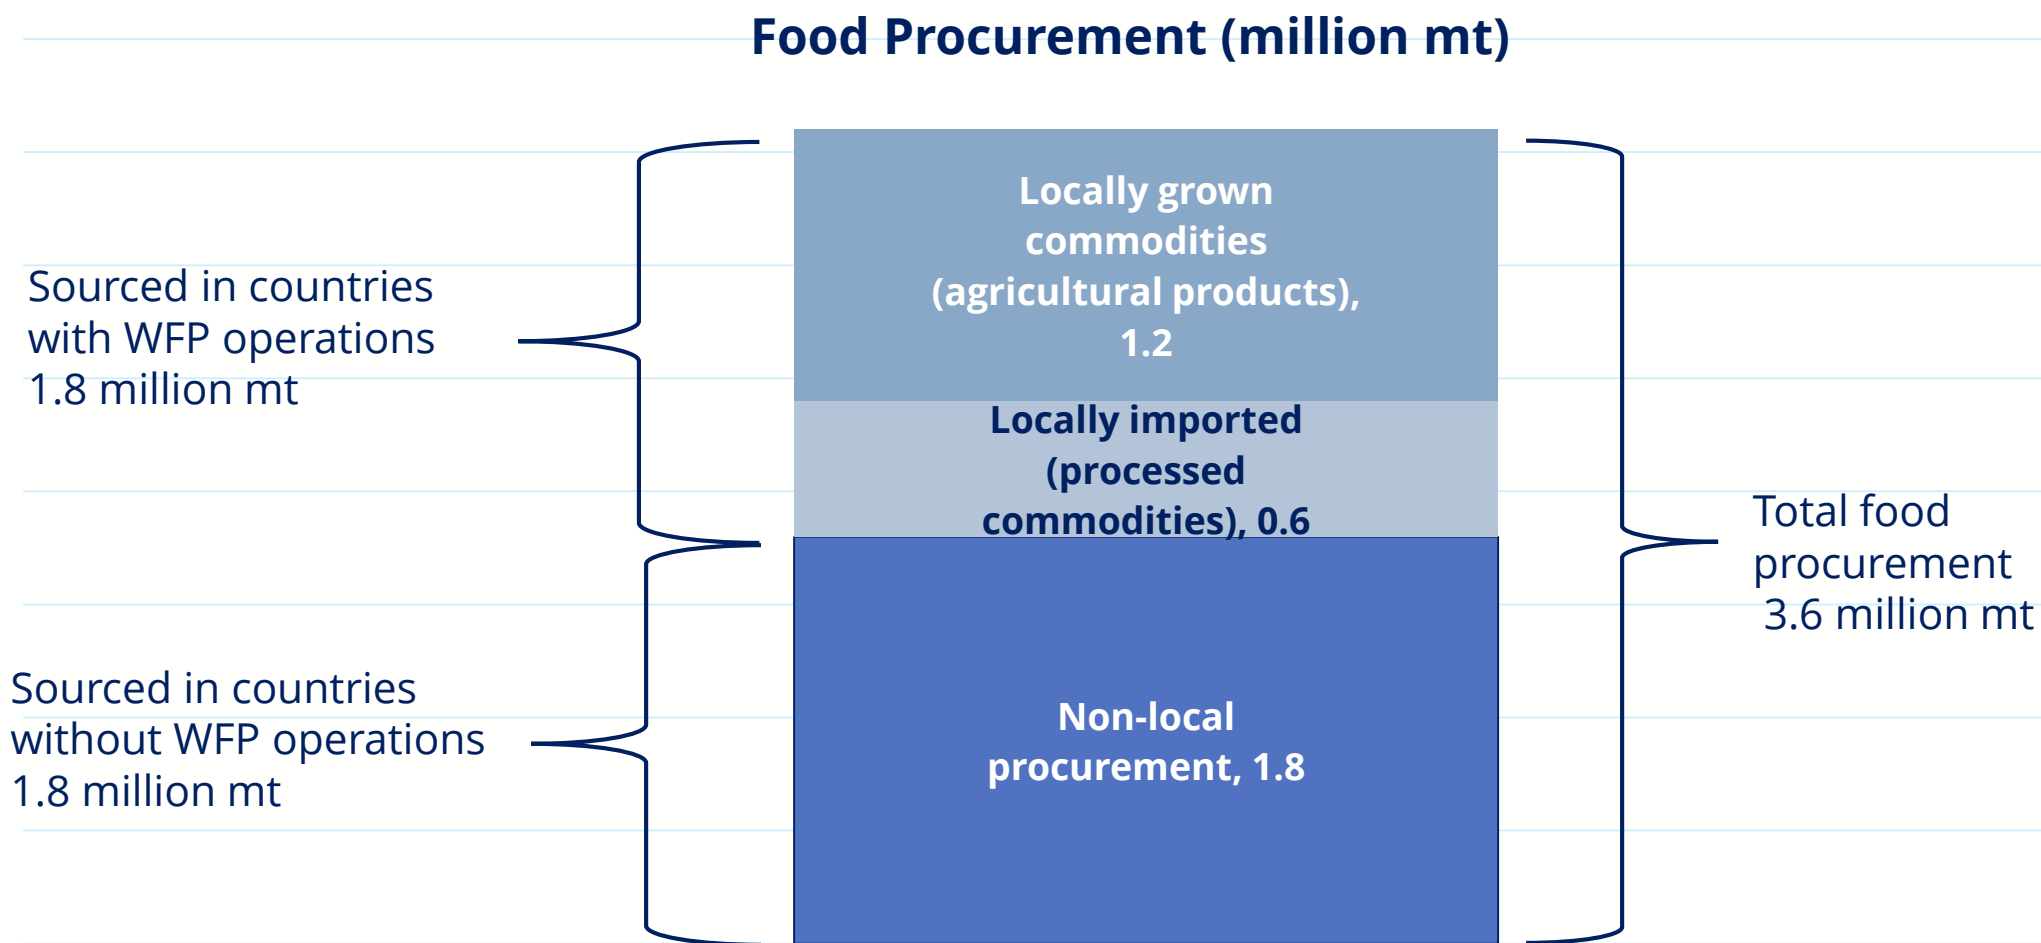 Food Procurement (million mt)
Sourced in countries
with WFP operations
1.8 million mt
Sourced in countries
without WFP operations
1.8 million mt
Locally grown
commodities
(agricultural products),
1.2
Locally imported
(processed
commodities), 0.6
Non-local
procurement, 1.8
Total food
procurement
3.6 million mt